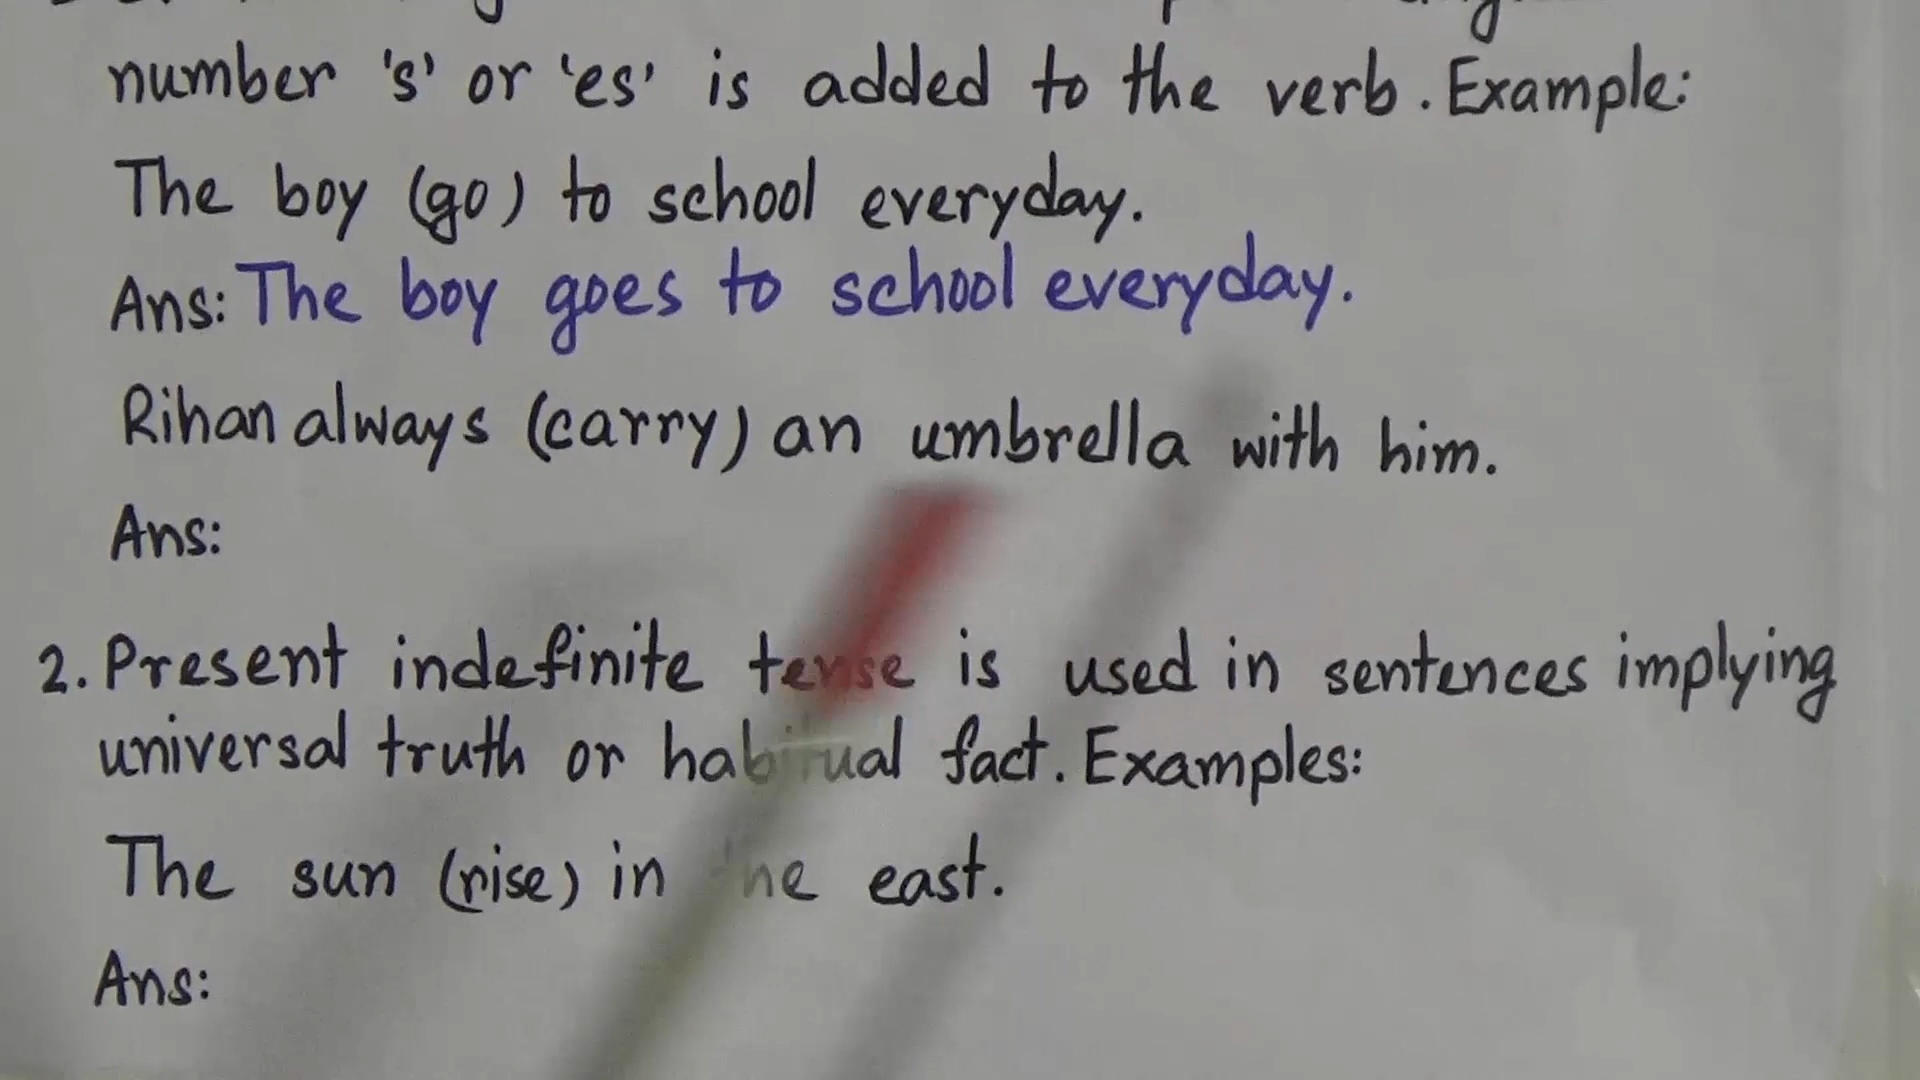 number 's' or 'es' is added to the verb. Example:
The boy (go) to school everyday.
Ans: The boy goes to school everyday.
Rihan always (carry) an umbrella with him.
Ans:
2. Present indefinite tense is used in sentences implying
universal truth or habitual fact. Examples:
The sun (rise) in the east.
Ans: